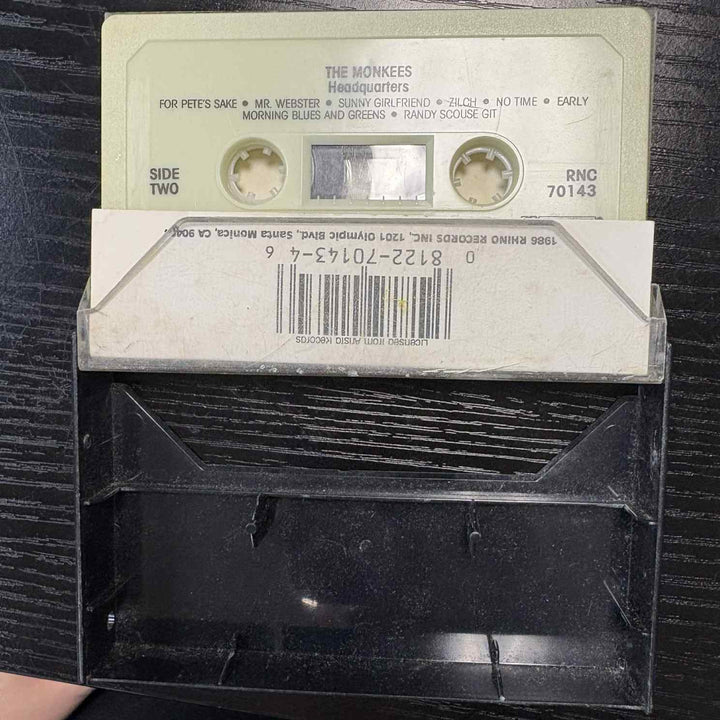 THE MONKEES
Headquarters
FOR PETE'S SAKE • MR. WEBSTER • SUNNY GIRLFRIEND • ZILCH • NO TIME • EARLY
MORNING BLUES AND GREENS • RANDY SCOUSE GIT
SIDE
TWO
RNC
70143
1986 RHINO RECORDS INC, 1201 Olympic Blvd., Santa Monica, CA
0 8122-70143-4 6
Licensed from Arista Records